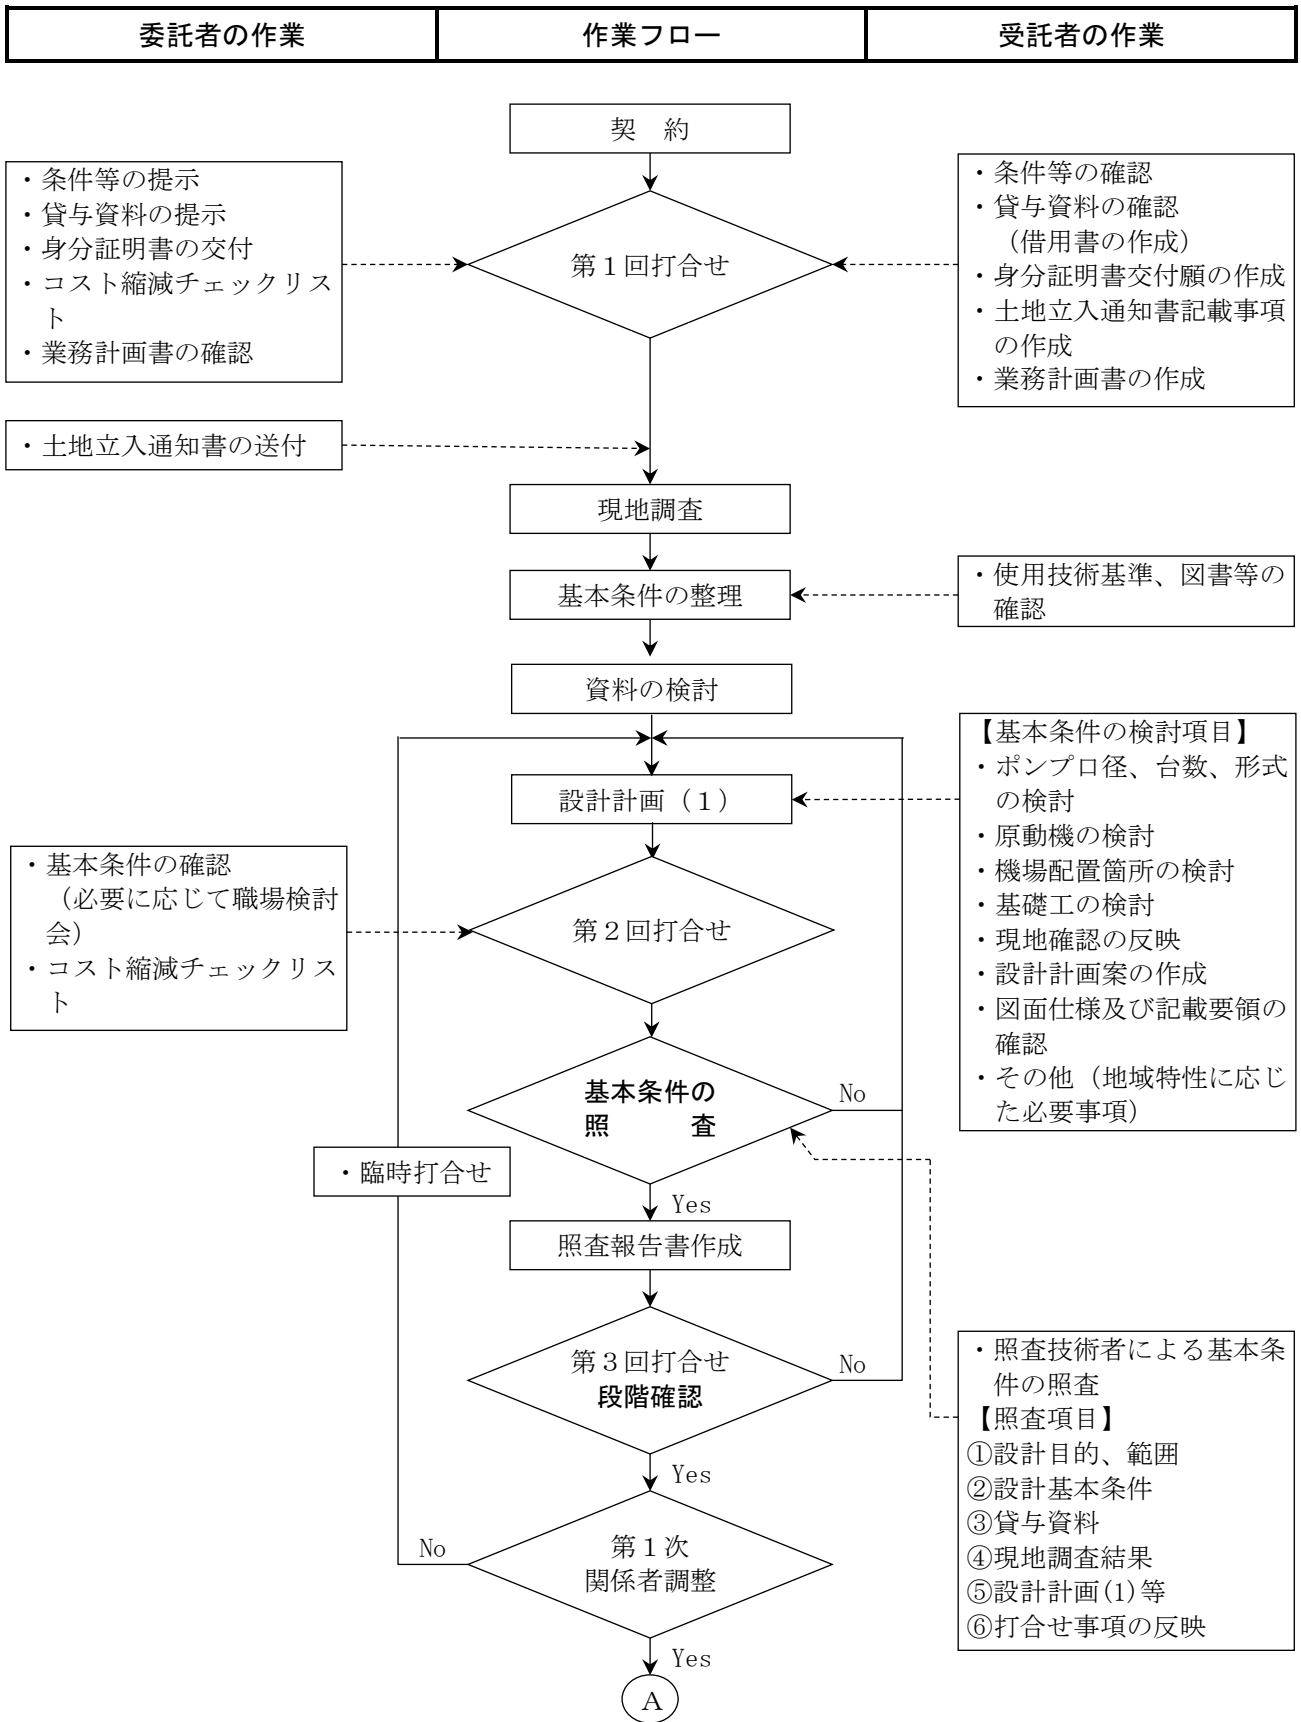 委託者の作業
作業フロー
受託者の作業
契　約
・条件等の提示
・貸与資料の提示
・身分証明書の交付
・コスト縮減チェックリス
ト
・業務計画書の確認
第１回打合せ
・条件等の確認
・貸与資料の確認
（借用書の作成）
・身分証明書交付願の作成
・土地立入通知書記載事項
の作成
・業務計画書の作成
・土地立入通知書の送付
現地調査
基本条件の整理
・使用技術基準、図書等の
確認
資料の検討
設計計画（１）
【基本条件の検討項目】
・ポンプ口径、台数、形式
の検討
・原動機の検討
・機場配置箇所の検討
・基礎工の検討
・現地確認の反映
・設計計画案の作成
・図面仕様及び記載要領の
確認
・その他（地域特性に応じ
た必要事項）
・基本条件の確認
（必要に応じて職場検討
会）
・コスト縮減チェックリス
ト
第２回打合せ
基本条件の
照　　査
No
・臨時打合せ
Yes
照査報告書作成
第３回打合せ
段階確認
No
Yes
・照査技術者による基本条
件の照査
【照査項目】
①設計目的、範囲
②設計基本条件
③貸与資料
④現地調査結果
⑤設計計画(1)等
⑥打合せ事項の反映
第１次
関係者調整
No
Yes
A